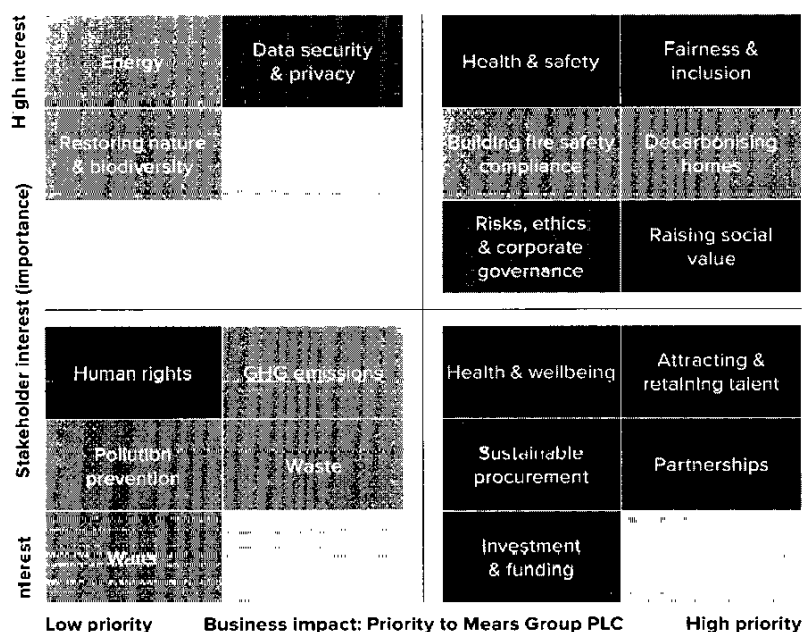 High interest
Stakeholder interest (importance)
nterest
Energy
Data security
& privacy
Restoring nature
& biodiversity
Health & safety
Fairness &
inclusion
Building fire safety
compliance
Decarbonising
homes
Risks, ethics
& corporate
governance
Raising social
value
Human rights
GHG emissions
Pollution
prevention
Waste
Water
Health & wellbeing
Attracting &
retaining talent
Sustainable
procurement
Partnerships
Investment
& funding
Low priority
Business impact: Priority to Mears Group PLC
High priority